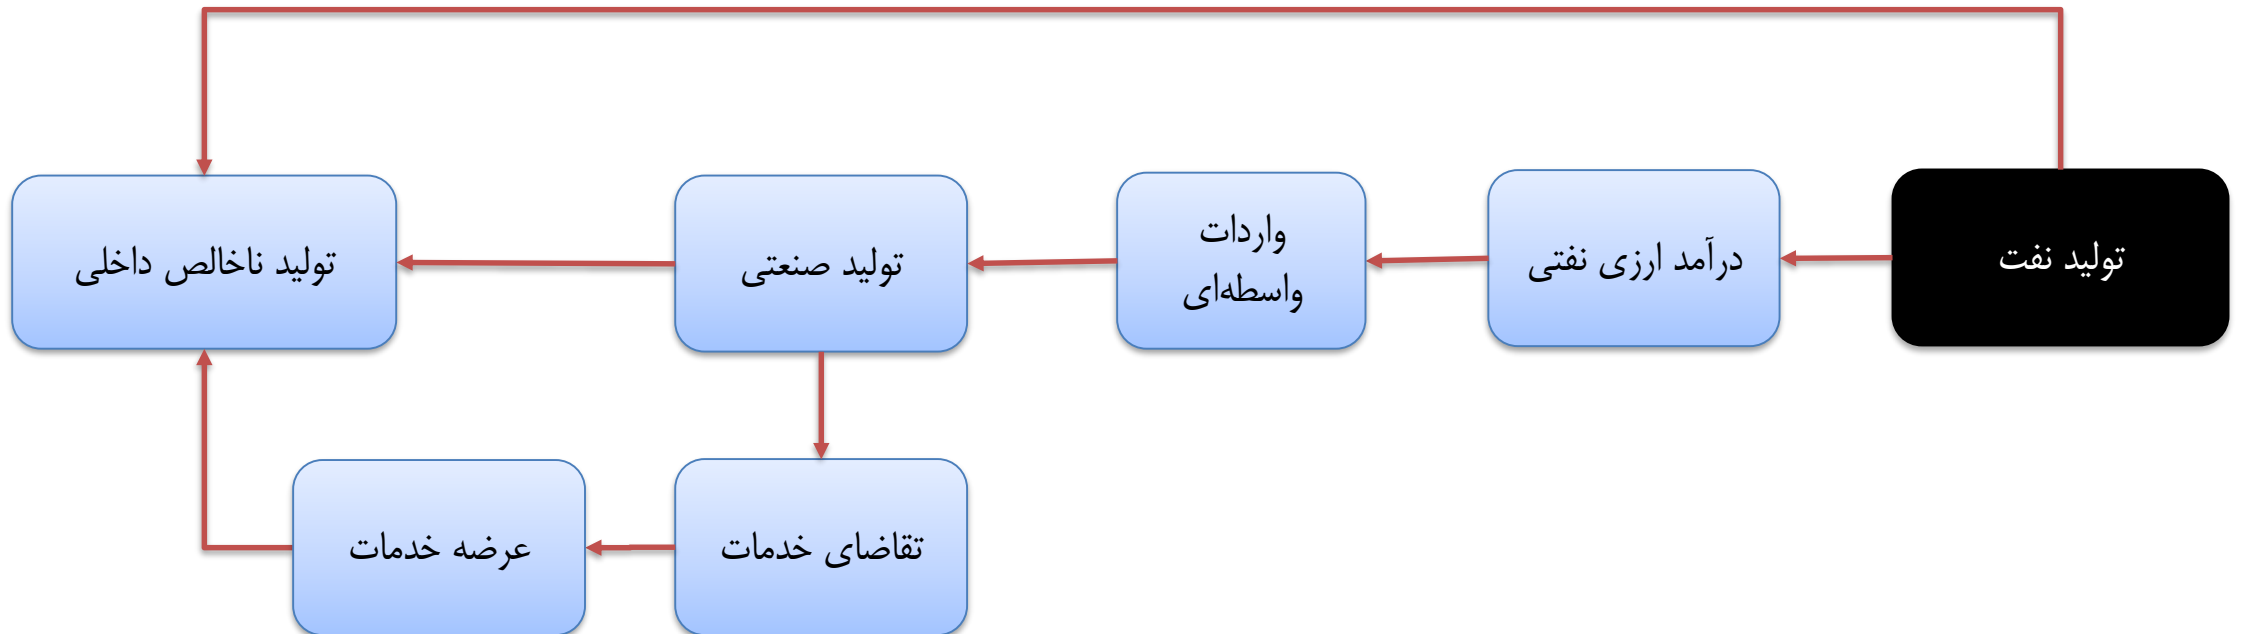 تولید نفت
درآمد ارزی نفتی
واردات
واسطه‌ای
تولید صنعتی
تولید ناخالص داخلی
تقاضای خدمات
عرضه خدمات